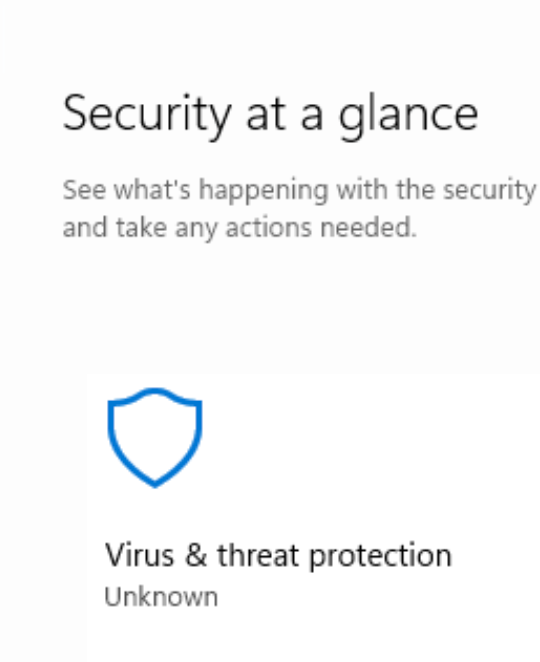 Security at a glance
See what's happening with the security
and take any actions needed.
Virus & threat protection
Unknown